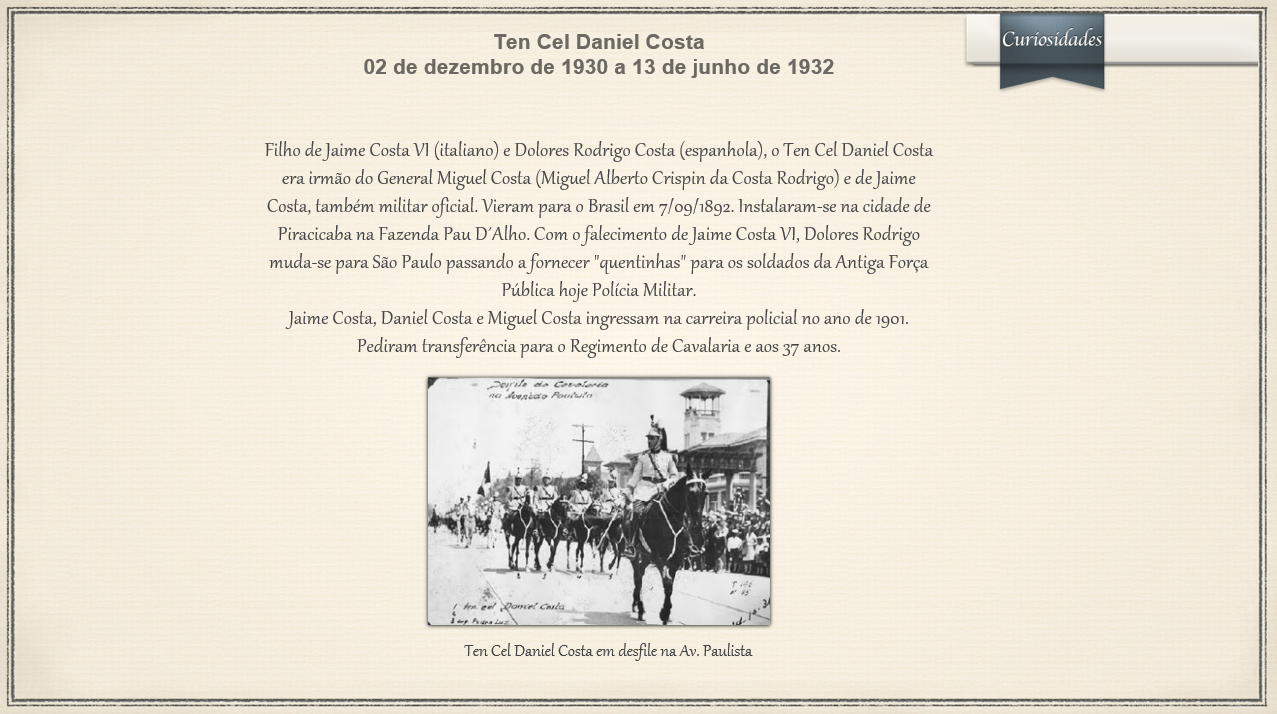 Curiosidades
Ten Cel Daniel Costa
02 de dezembro de 1930 a 13 de junho de 1932
Filho de Jaime Costa VI (italiano) e Dolores Rodrigo Costa (espanhola), o Ten Cel Daniel Costa
era irmão do General Miguel Costa (Miguel Alberto Crispin da Costa Rodrigo) e de Jaime
Costa, também militar oficial. Vieram para o Brasil em 7/09/1892. Instalaram-se na cidade de
Piracicaba na Fazenda Pau D´Alho. Com o falecimento de Jaime Costa VI, Dolores Rodrigo
muda-se para São Paulo passando a fornecer "quentinhas" para os soldados da Antiga Força
Pública hoje Polícia Militar.
Jaime Costa, Daniel Costa e Miguel Costa ingressam na carreira policial no ano de 1901.
Pediram transferência para o Regimento de Cavalaria e aos 37 anos.
Desfile da Cavalaria
na Avenida Paulista
1 ten cel Daniel Costa
Pedro Luz
Ten Cel Daniel Costa em desfile na Av. Paulista